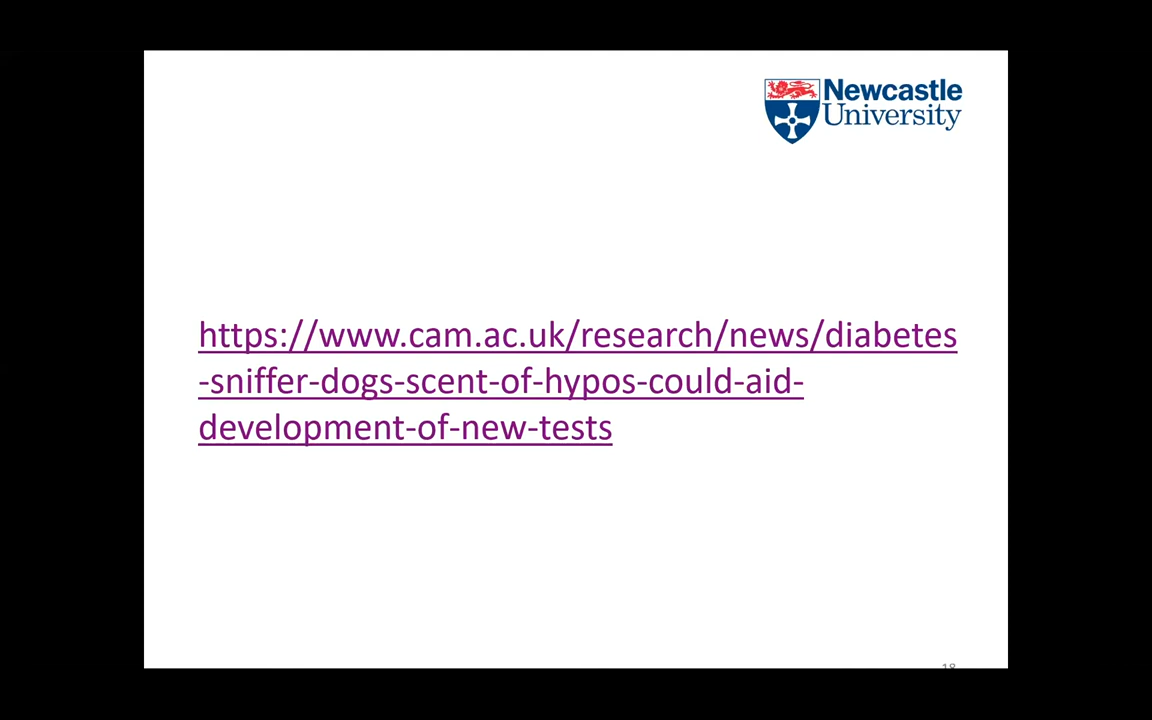 Newcastle
University
https://www.cam.ac.uk/research/news/diabetes
-sniffer-dogs-scent-of-hypos-could-aid-
development-of-new-tests
18